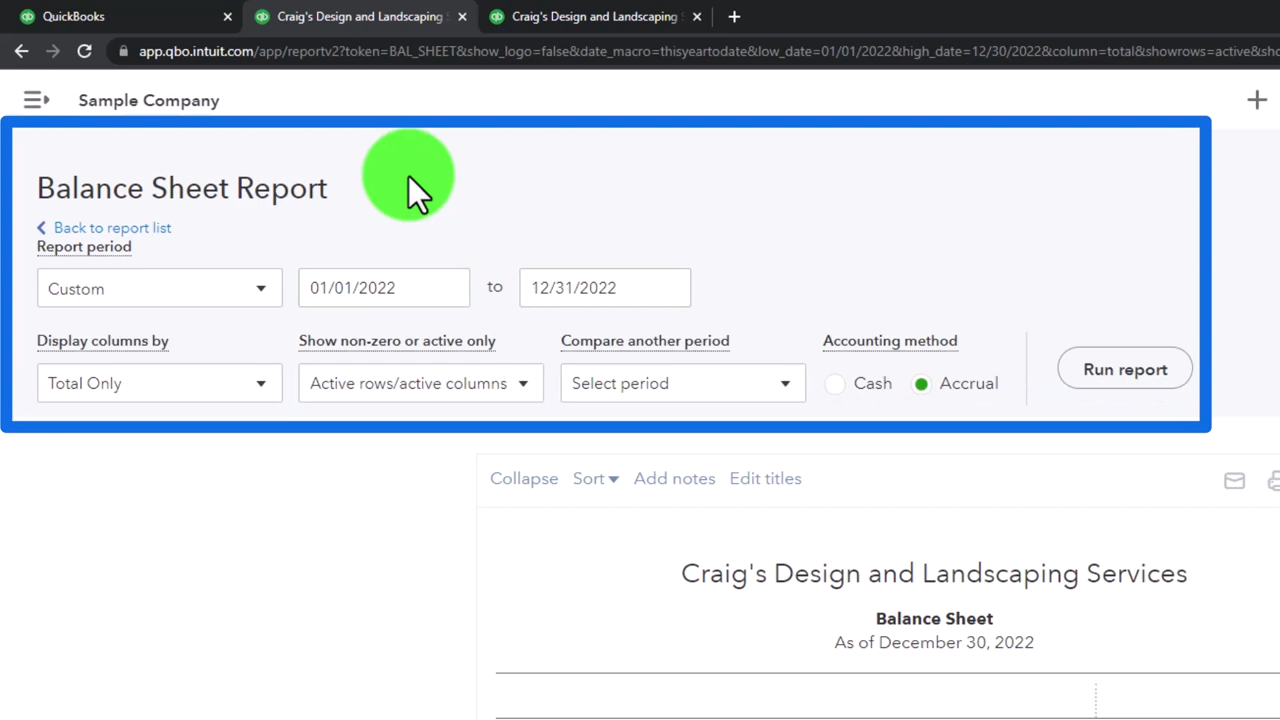 QuickBooks
Craig's Design and Landscaping
Craig's Design and Landscaping
app.qbo.intuit.com/app/reportv2?token=BAL_SHEET&show_logo=false&date_macro=thisyeartodate&low_date=01/01/2022&high_date=12/30/2022&column=total&showrows=active&sho
Sample Company
Balance Sheet Report
Back to report list
Report period
Custom 01/01/2022 to 12/31/2022
Display columns by Show non-zero or active only Compare another period Accounting method
Total Only Active rows/active columns Select period Cash Accrual Run report
Collapse Sort Add notes Edit titles
Craig's Design and Landscaping Services
Balance Sheet
As of December 30, 2022